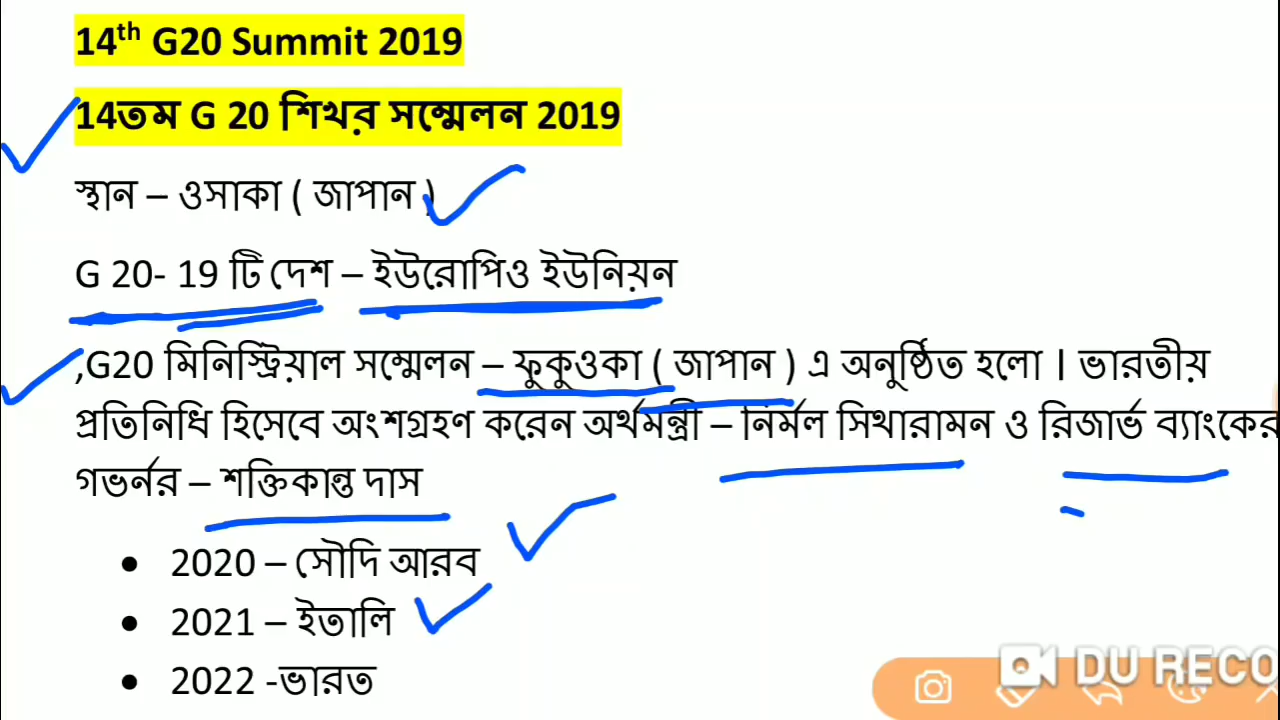 14th G20 Summit 2019
14তম G 20 শিখর সম্মেলন 2019
স্থান – ওসাকা ( জাপান )
G 20- 19 টি দেশ – ইউরোপিও ইউনিয়ন
,G20 মিনিস্ট্রিয়াল সম্মেলন – ফুকুওকা ( জাপান ) এ অনুষ্ঠিত হলো । ভারতীয়
প্রতিনিধি হিসেবে অংশগ্রহণ করেন অর্থমন্ত্রী – নির্মল সিথারামন ও রিজার্ভ ব্যাংকের
গভর্নর – শক্তিকান্ত দাস
• 2020 – সৌদি আরব
• 2021 – ইতালি
• 2022 -ভারত
DU RECO